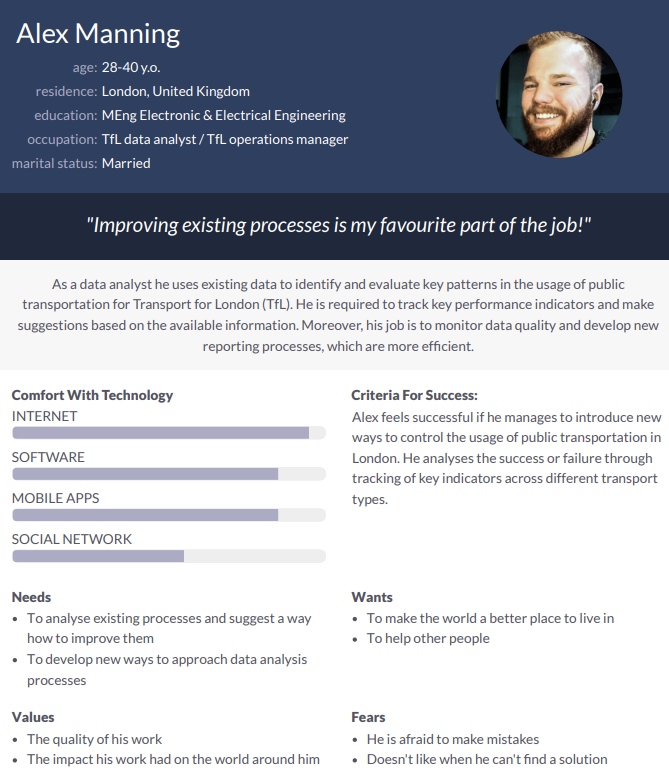 Alex Manning
age: 28-40 y.o.
residence: London, United Kingdom
education: MEng Electronic & Electrical Engineering
occupation: TfL data analyst / TfL operations manager
marital status: Married
"Improving existing processes is my favourite part of the job!"
As a data analyst he uses existing data to identify and evaluate key patterns in the usage of public
transportation for Transport for London (TfL). He is required to track key performance indicators and make
suggestions based on the available information. Moreover, his job is to monitor data quality and develop new
reporting processes, which are more efficient.
Comfort With Technology
INTERNET
SOFTWARE
MOBILE APPS
SOCIAL NETWORK
Criteria For Success:
Alex feels successful if he manages to introduce new
ways to control the usage of public transportation in
London. He analyses the success or failure through
tracking of key indicators across different transport
types.
Needs
• To analyse existing processes and suggest a way
how to improve them
• To develop new ways to approach data analysis
processes
Wants
• To make the world a better place to live in
• To help other people
Values
• The quality of his work
• The impact his work had on the world around him
Fears
• He is afraid to make mistakes
• Doesn't like when he can't find a solution